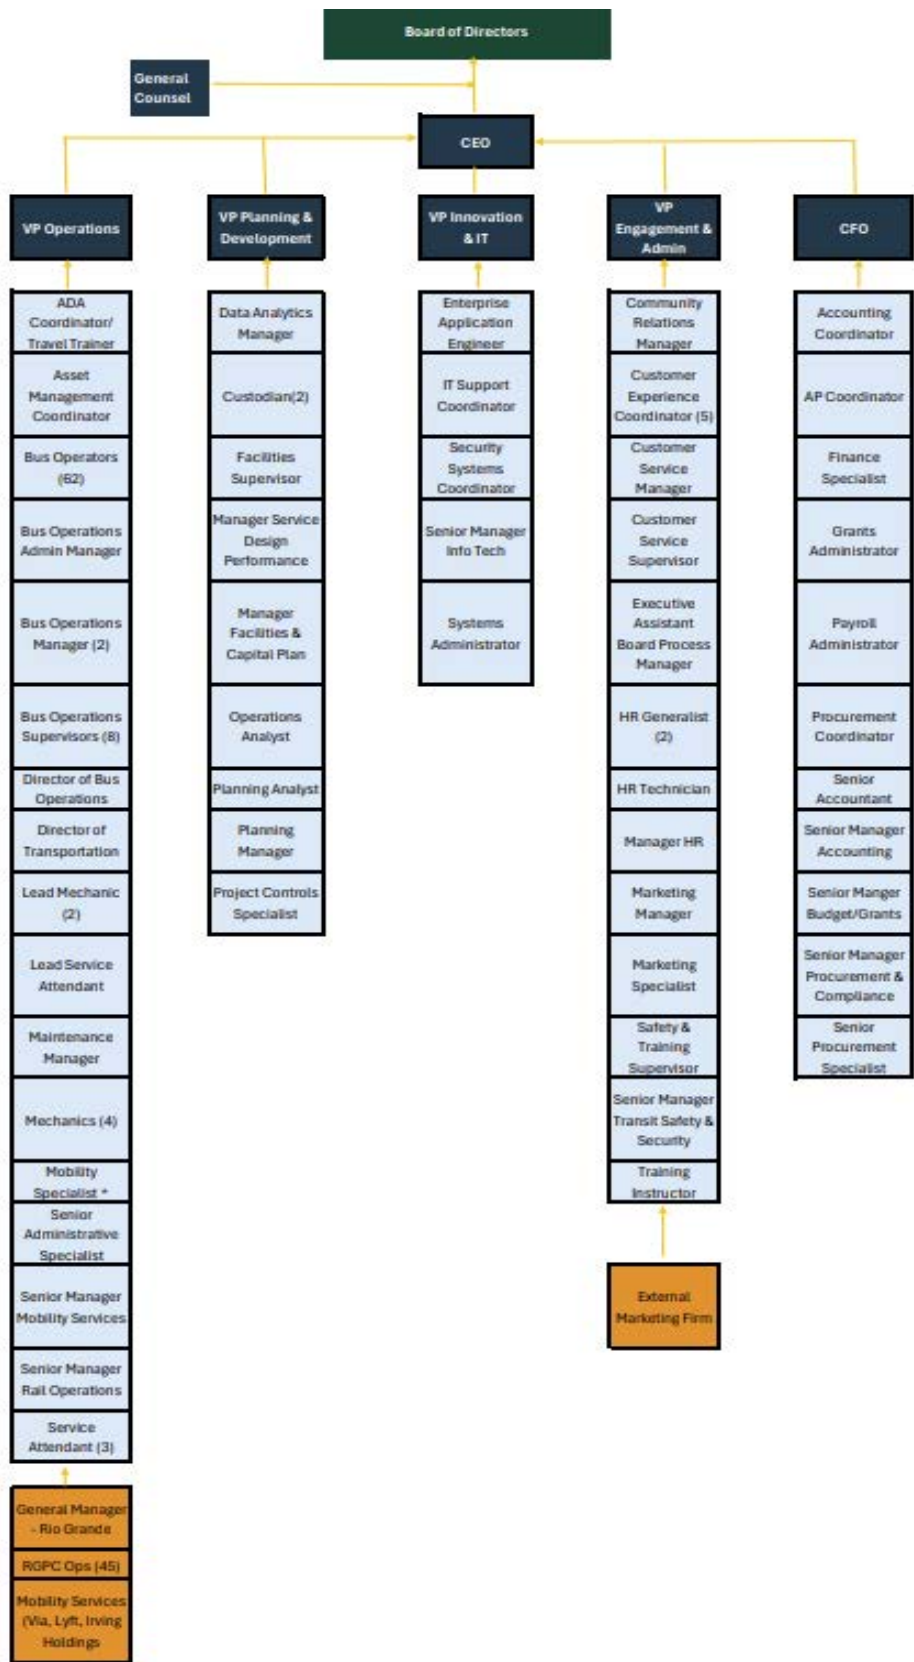 Board of Directors
General
Counsel
CEO
VP Operations
VP Planning &
Development
VP Innovation
& IT
VP
Engagement &
Admin
CFO
ADA
Coordinator/
Travel Trainer
Asset
Management
Coordinator
Bus Operators
(62)
Bus Operations
Admin Manager
Bus Operations
Manager (2)
Bus Operations
Supervisors (8)
Director of Bus
Operations
Director of
Transportation
Lead Mechanic
(2)
Lead Service
Attendant
Maintenance
Manager
Mechanics (4)
Mobility
Specialist *
Senior
Administrative
Specialist
Senior Manager
Mobility Services
Senior Manager
Rail Operations
Service
Attendant (3)
General Manager
- Rio Grande
RGPC Ops (45)
Mobility Services
(Via, Lyft, Irving
Holdings
Data Analytics
Manager
Custodian(2)
Facilities
Supervisor
Manager Service
Design
Performance
Manager
Facilities &
Capital Plan
Operations
Analyst
Planning Analyst
Planning
Manager
Project Controls
Specialist
Enterprise
Application
Engineer
IT Support
Coordinator
Security
Systems
Coordinator
Senior Manager
Info Tech
Systems
Administrator
Community
Relations
Manager
Customer
Experience
Coordinator (5)
Customer
Service
Manager
Customer
Service
Supervisor
Executive
Assistant
Board Process
Manager
HR Generalist
(2)
HR Technician
Manager HR
Marketing
Manager
Marketing
Specialist
Safety &
Training
Supervisor
Senior Manager
Transit Safety &
Security
Training
Instructor
External
Marketing Firm
Accounting
Coordinator
AP Coordinator
Finance
Specialist
Grants
Administrator
Payroll
Administrator
Procurement
Coordinator
Senior
Accountant
Senior Manager
Accounting
Senior Manger
Budget/Grants
Senior Manager
Procurement &
Compliance
Senior
Procurement
Specialist